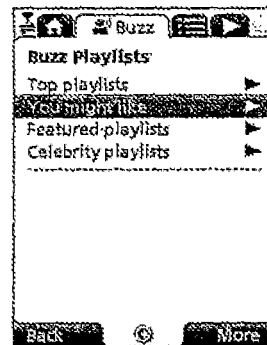 Buzz
Buzz Playlists
Top playlists
You might like
Featured playlists
Celebrity playlists
Back © More